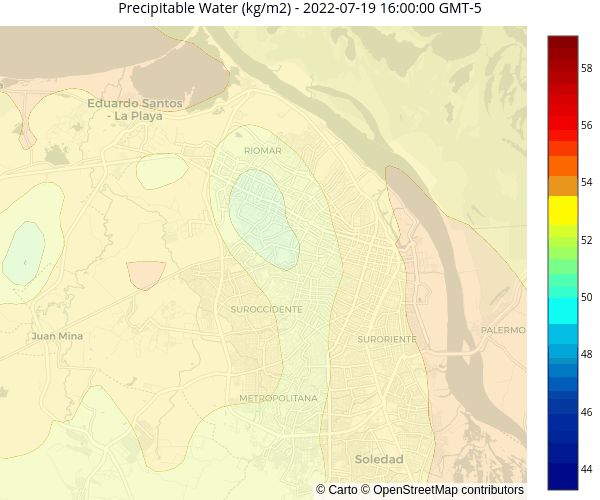 Precipitable Water (kg/m2) - 2022-07-19 16:00:00 GMT-5
Eduardo Santos
- La Playa
RIOMAR
SUROCCIDENTE
Juan Mina
SURORIENTE
PALERMO
METROPOLITANA
Soledad
© Carto © OpenStreetMap contributors
58
56
54
52
50
48
46
44